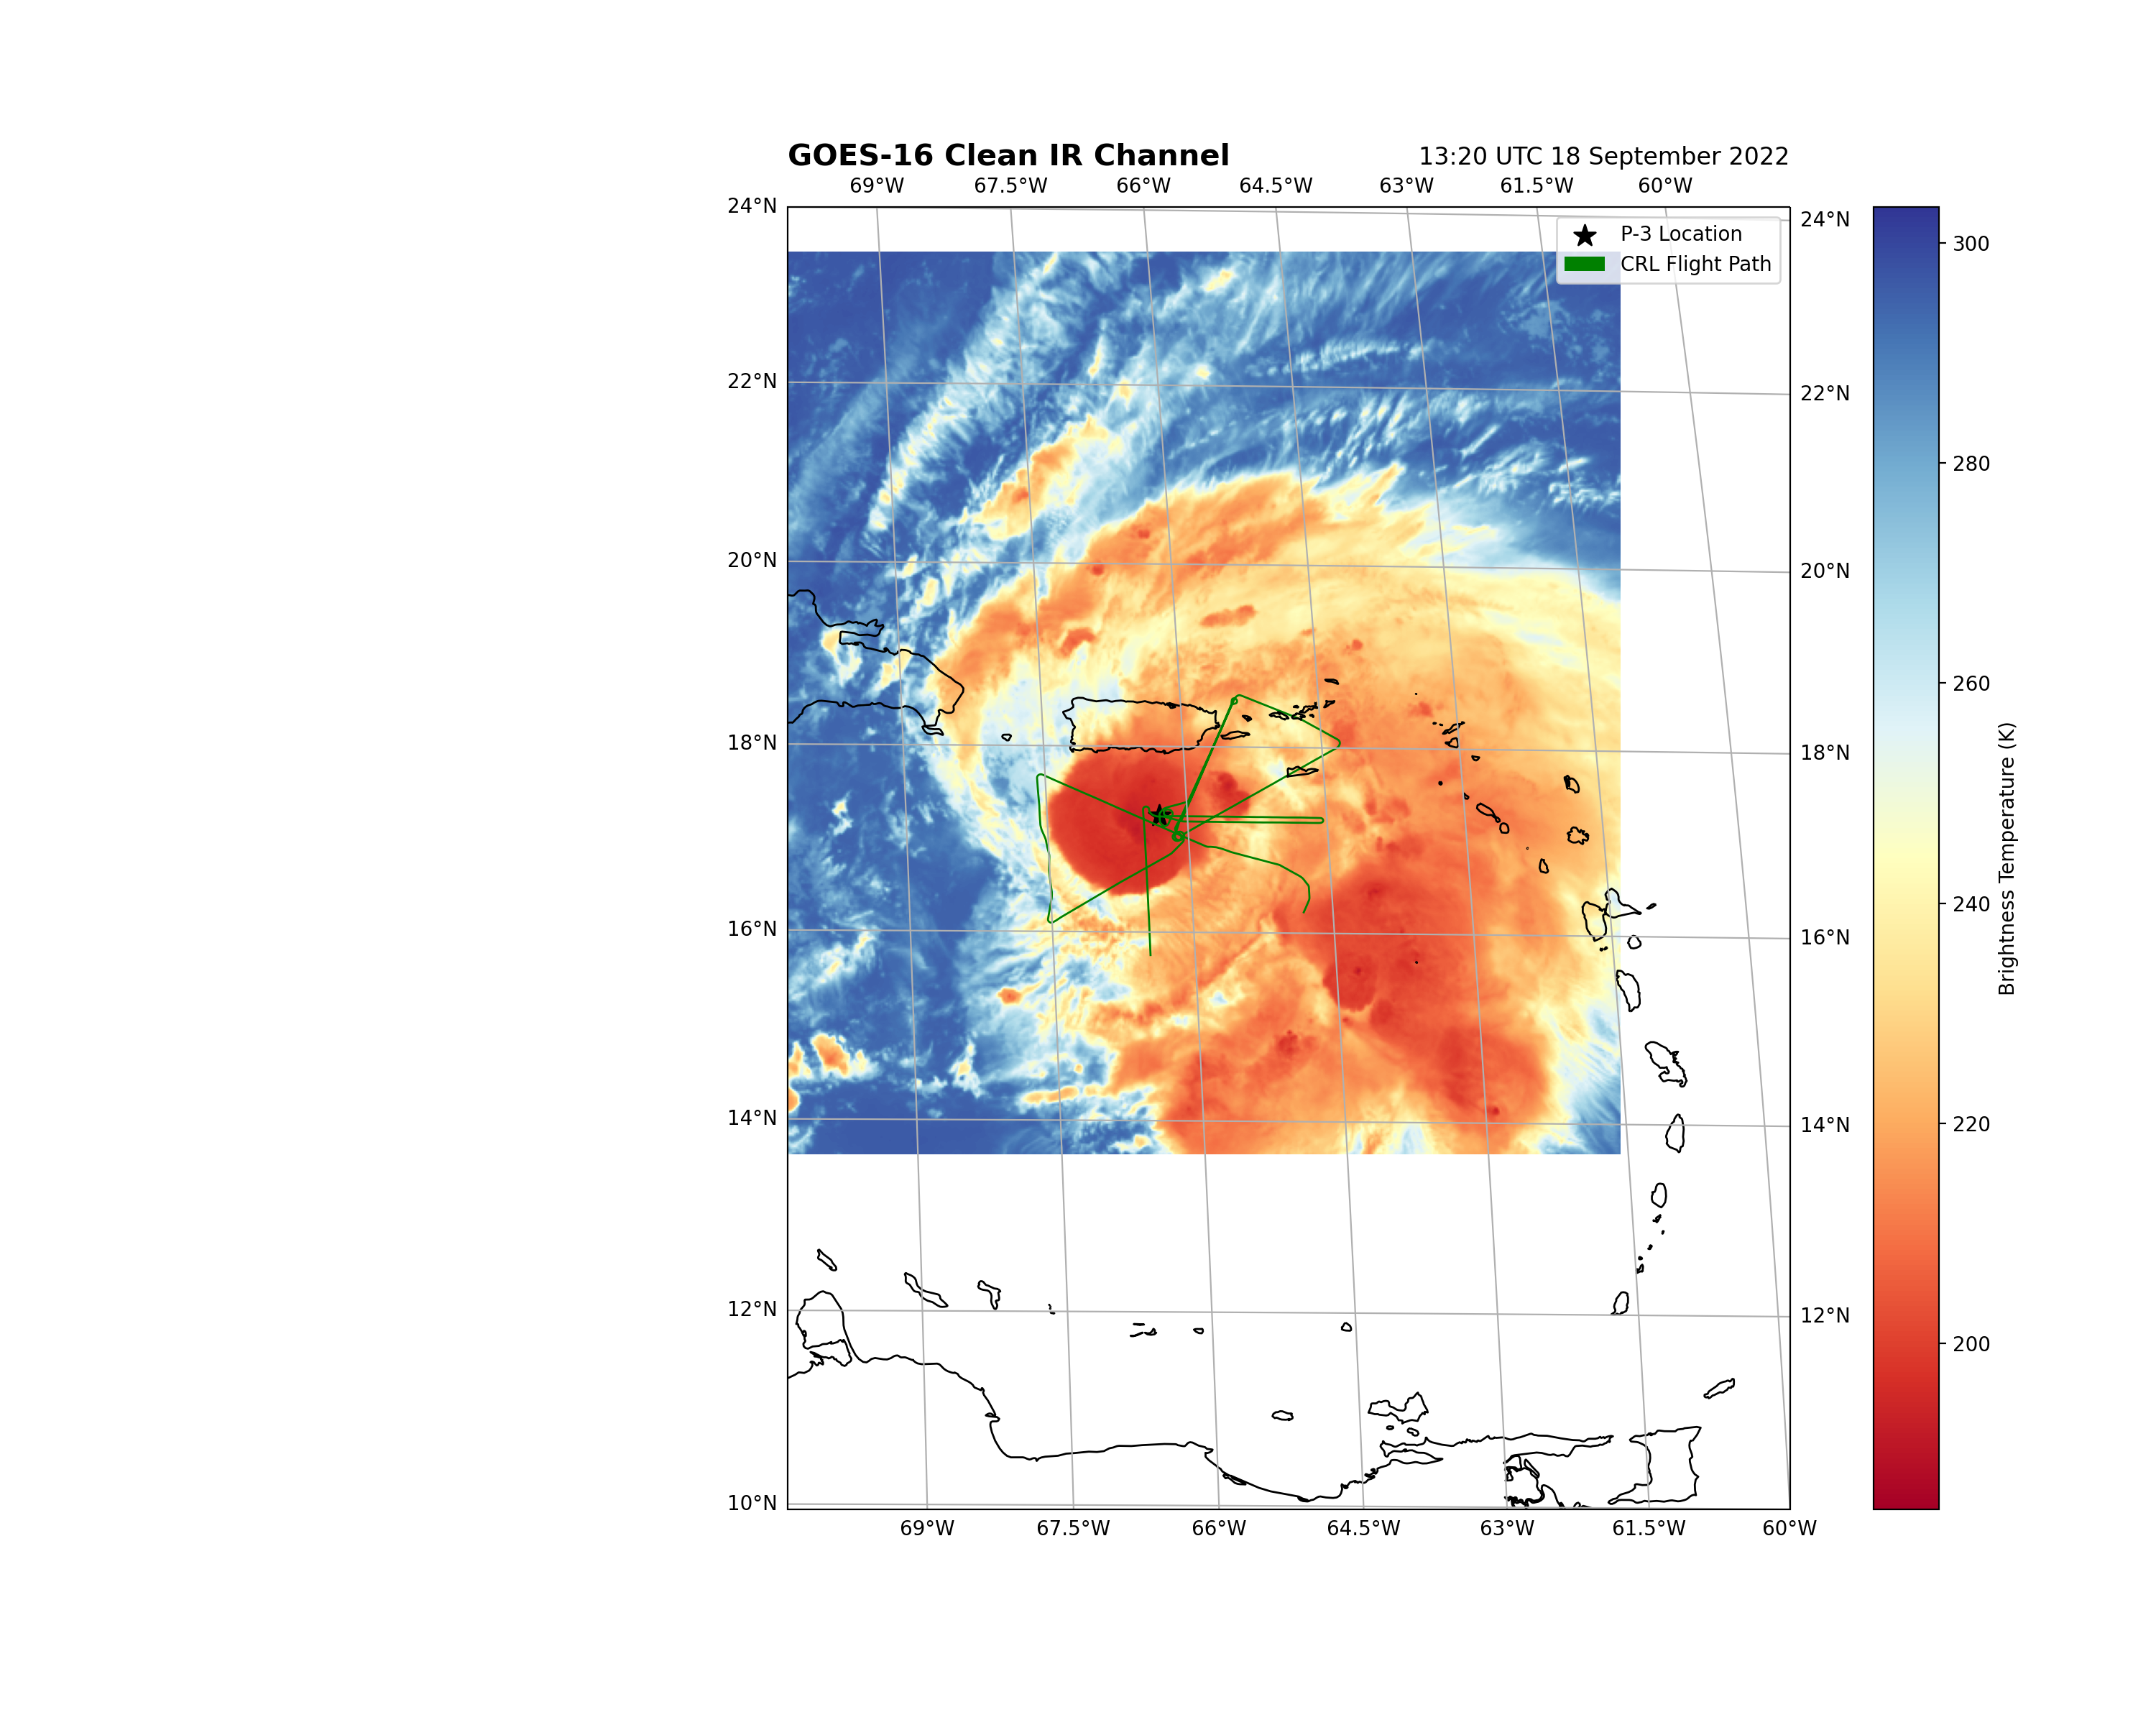 GOES-16 Clean IR Channel
13:20 UTC 18 September 2022
69°W 67.5°W 66°W 64.5°W 63°W 61.5°W 60°W
24°N 24°N
P-3 Location
CRL Flight Path
300
22°N 22°N
280
20°N 20°N
260
18°N 18°N
Brightness Temperature (K)
240
16°N 16°N
220
14°N 14°N
12°N 12°N
200
10°N
69°W 67.5°W 66°W 64.5°W 63°W 61.5°W 60°W